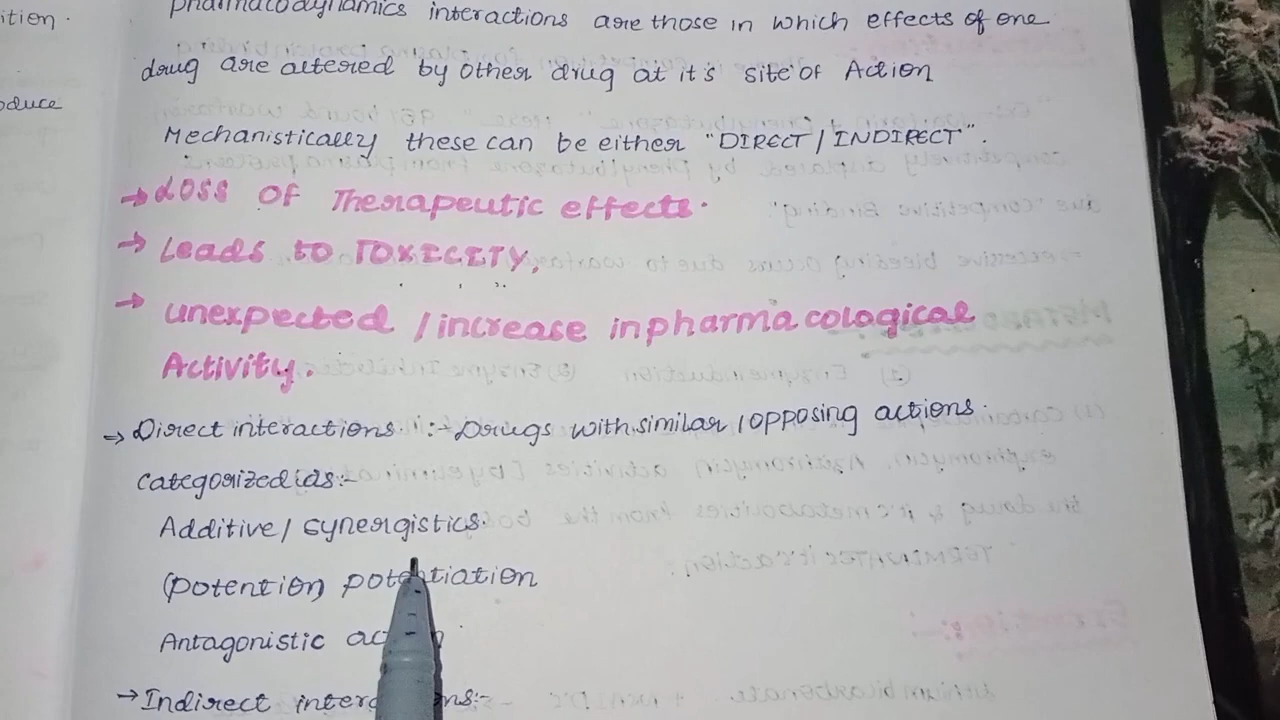 ition.
oduce
pharmacodynamics interactions are those in which effects of one
drug are altered by other drug at it's site of Action
Mechanistically these can be either "DIRECT / INDIRECT".
→ Loss OF Therapeutic effects.
→ Leads to TOXICITY,
→ unexpected / increase in pharmacological
Activity.
→ Direct interactions :- Drugs with similar / opposing actions.
categorized as:-
Additive / synergistics.
(potention) potentiation
Antagonistic
→ Indirect